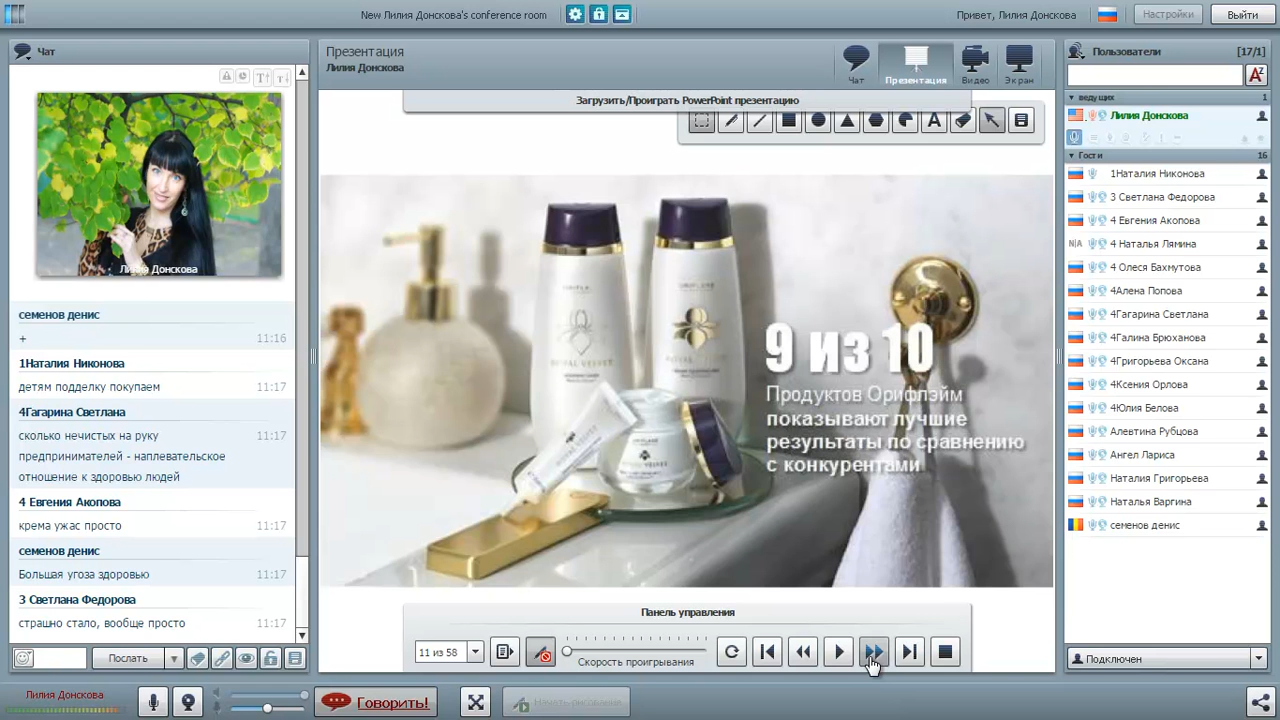 New Лилия Донскова's conference room
Привет, Лилия Донскова
Настройки
Выйти
Чат
Лилия Донскова
семенов денис
+ 11:16
1Наталия Никонова
детям подделку покупаем 11:17
4Гагарина Светлана
сколько нечистых на руку 11:17
предпринимателей - наплевательское
отношение к здоровью людей
4 Евгения Акопова
крема ужас просто 11:17
семенов денис
Большая угоза здоровью 11:17
3 Светлана Федорова
страшно стало, вообще просто 11:17
Послать
Презентация
Лилия Донскова
Чат
Презентация
Видео
Экран
Загрузить/Проиграть PowerPoint презентацию
A
9 из 10
Продуктов Орифлэйм
показывают лучшие
результаты по сравнению
с конкурентами
Панель управления
11 из 58
Скорость проигрывания
Пользователи [17/1]
ведущих 1
Лилия Донскова
Гости 16
1Наталия Никонова
3 Светлана Федорова
4 Евгения Акопова
N|A 4 Наталья Лямина
4 Олеся Бахмутова
4Алена Попова
4Гагарина Светлана
4Галина Брюханова
4Григорьева Оксана
4Ксения Орлова
4Юлия Белова
Алевтина Рубцова
Ангел Лариса
Наталия Григорьева
Наталья Варгина
семенов денис
Подключен
Лилия Донскова
Говорить!